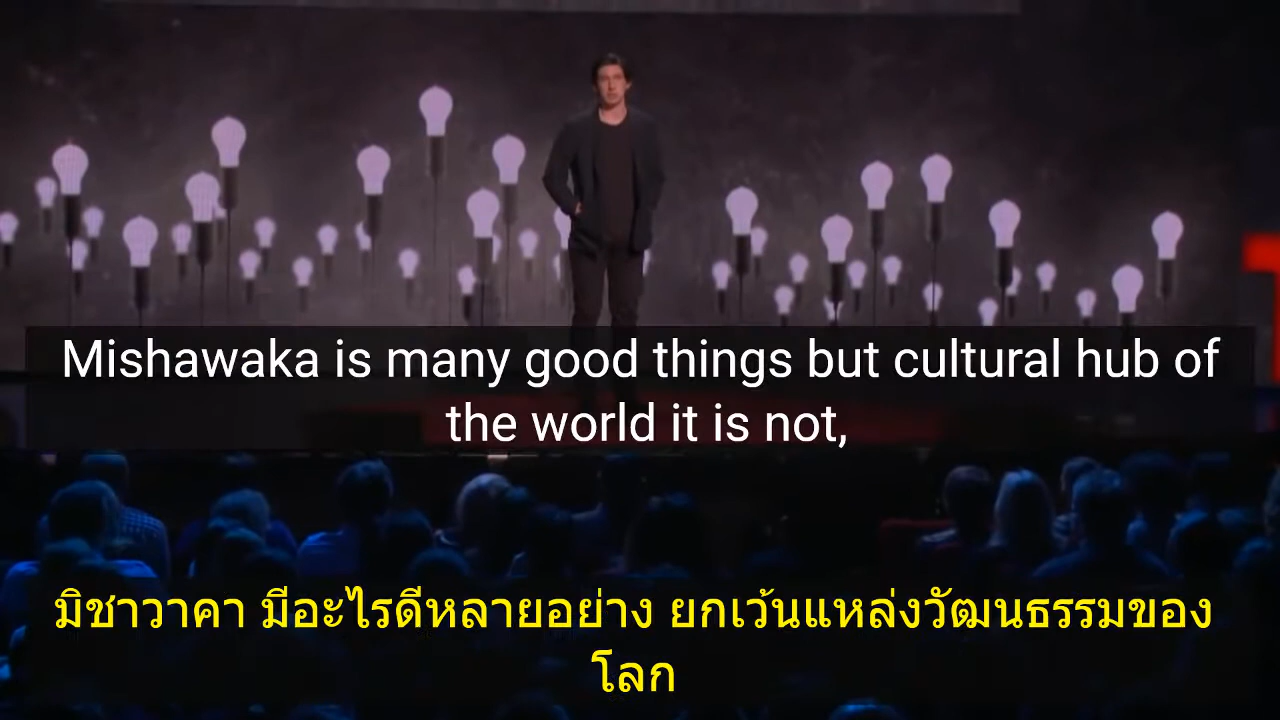 Mishawaka is many good things but cultural hub of
the world it is not,
มิชาวาคา มีอะไรดีหลายอย่าง ยกเว้นแหล่งวัฒนธรรมของ
โลก